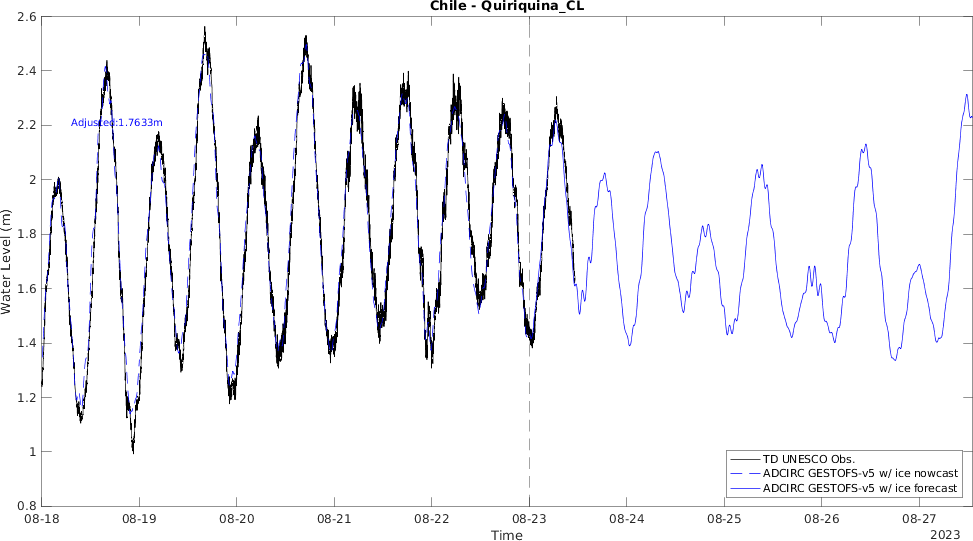 Chile - Quiriquina_CL
2.6
2.4
Adjusted:1.7633m
2.2
2
1.8
1.6
1.4
1.2
1
0.8
Water Level (m)
TD UNESCO Obs.
ADCIRC GESTOFS-v5 w/ ice nowcast
ADCIRC GESTOFS-v5 w/ ice forecast
08-18 08-19 08-20 08-21 08-22 08-23 08-24 08-25 08-26 08-27
Time
2023